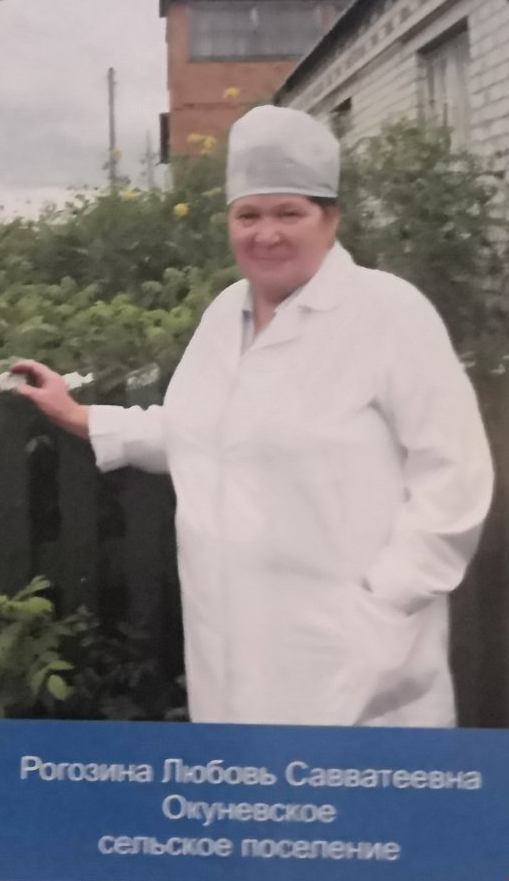 Рогозина Любовь Савватеевна
Окуневское
сельское поселение